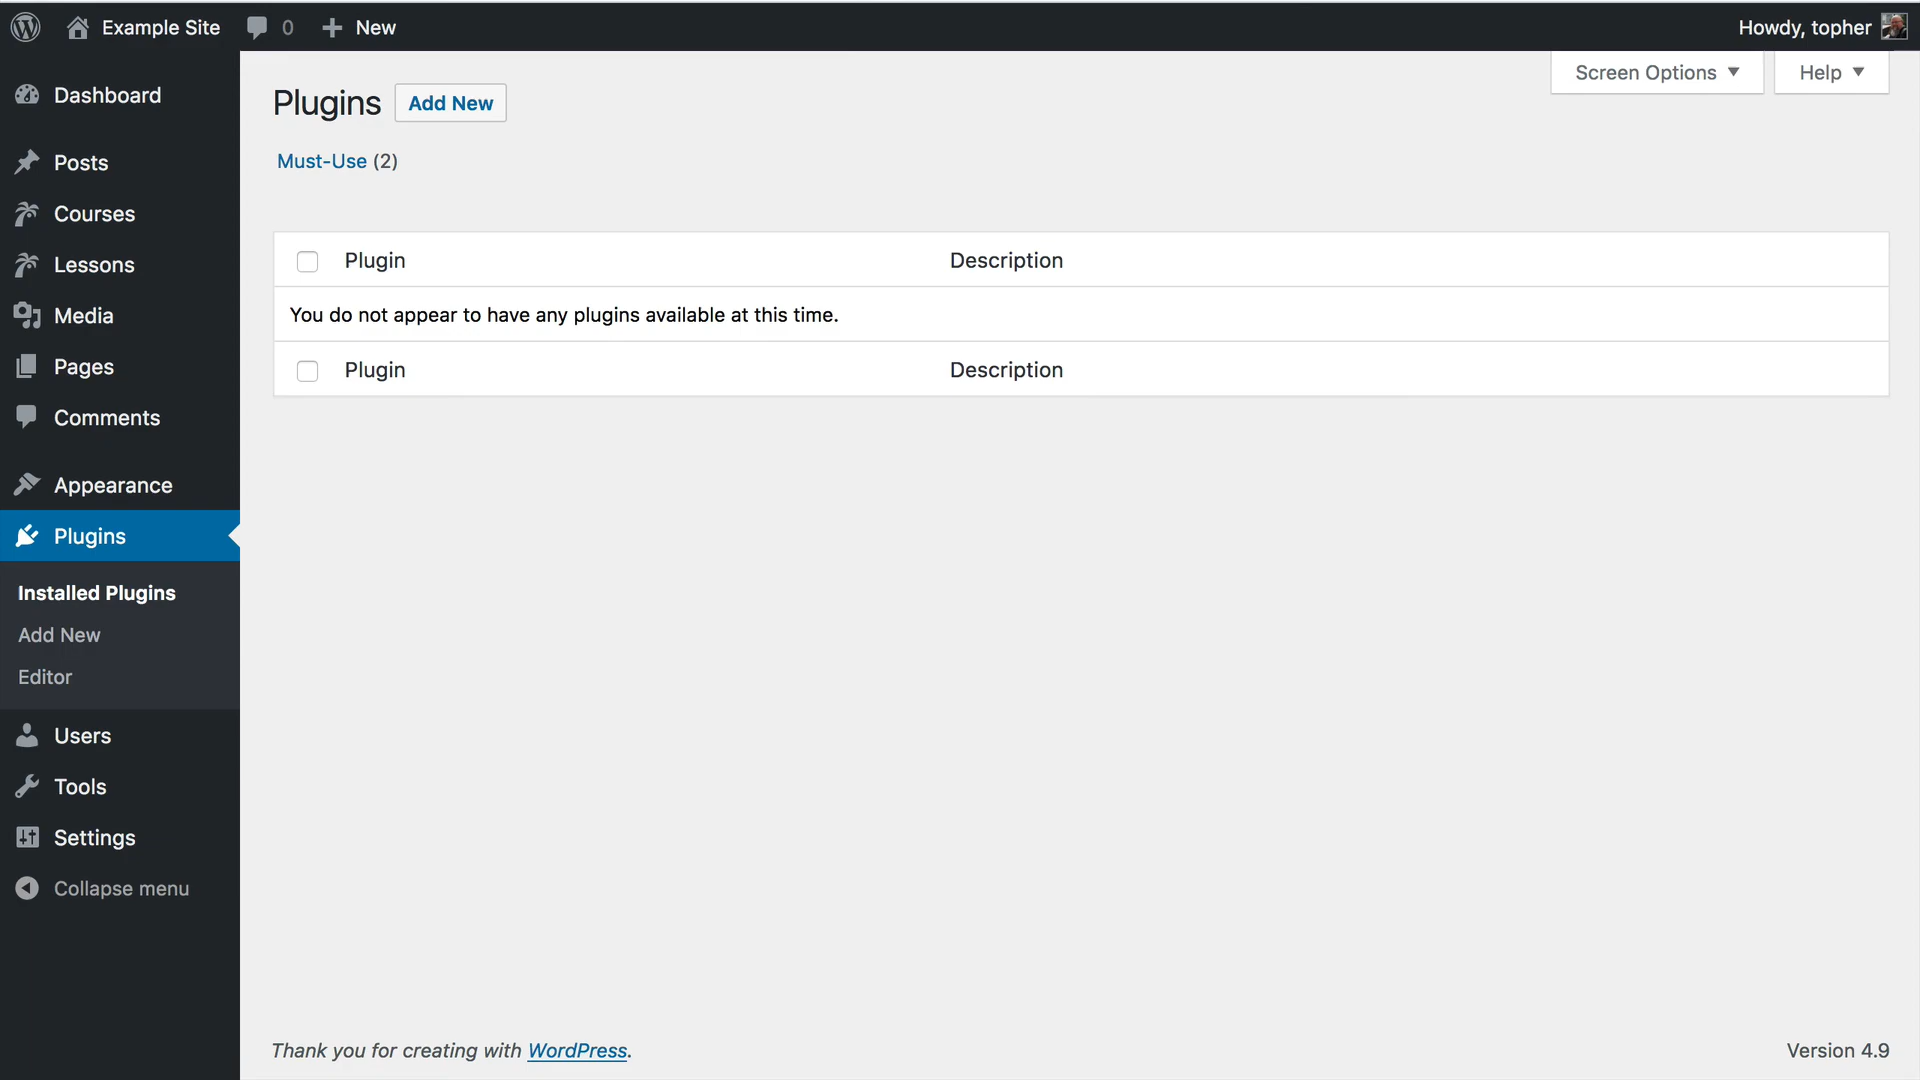 Example Site 0 New Howdy, topher
Screen Options Help
Dashboard
Posts
Courses
Lessons
Media
Pages
Comments
Appearance
Plugins
Installed Plugins
Add New
Editor
Users
Tools
Settings
Collapse menu
Plugins Add New
Must-Use (2)
Plugin Description
You do not appear to have any plugins available at this time.
Plugin Description
Thank you for creating with WordPress. Version 4.9